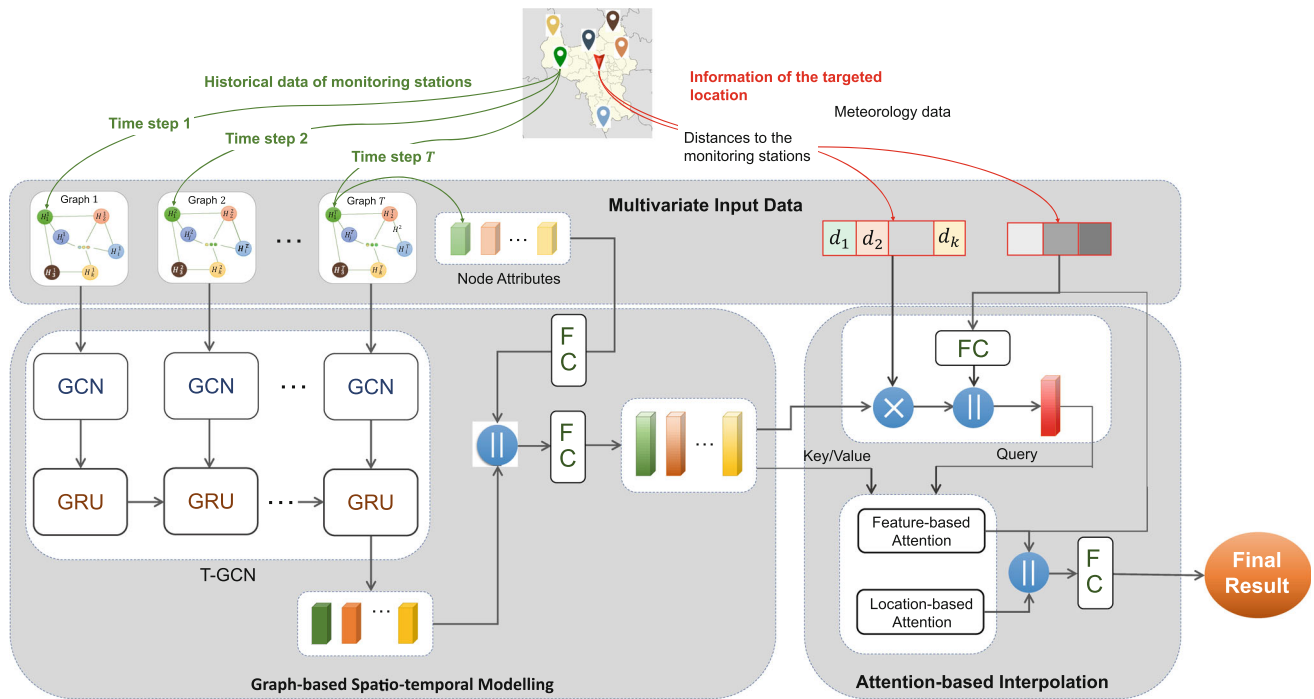 Historical data of monitoring stations
Information of the targeted
location
Meteorology data
Time step 1
Time step 2
Time step T
Distances to the
monitoring stations
Graph 1
Graph 2
Graph T
Multivariate Input Data
...
...
d1 d2 dk
Node Attributes
FC
FC
GCN
GCN
...
GCN
||
FC
...
×
||
Key/Value
Query
GRU
GRU
...
GRU
Feature-based
Attention
||
FC
Final
Result
T-GCN
...
Location-based
Attention
Graph-based Spatio-temporal Modelling
Attention-based Interpolation